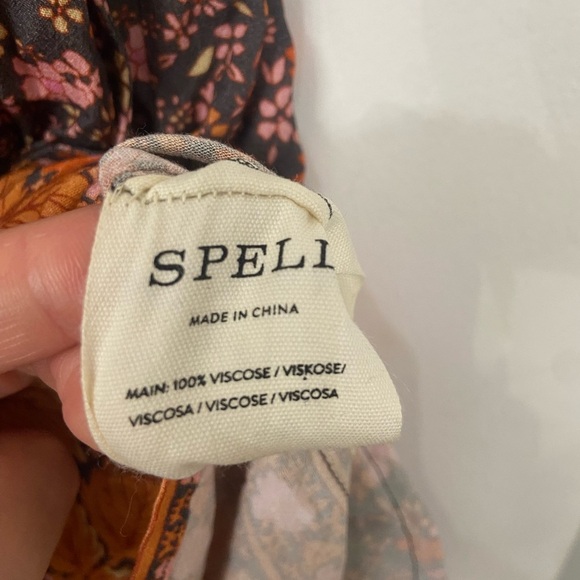 SPELL
MADE IN CHINA
MAIN: 100% VISCOSE / VISKOSE/
VISCOSA / VISCOSE / VISCOSA